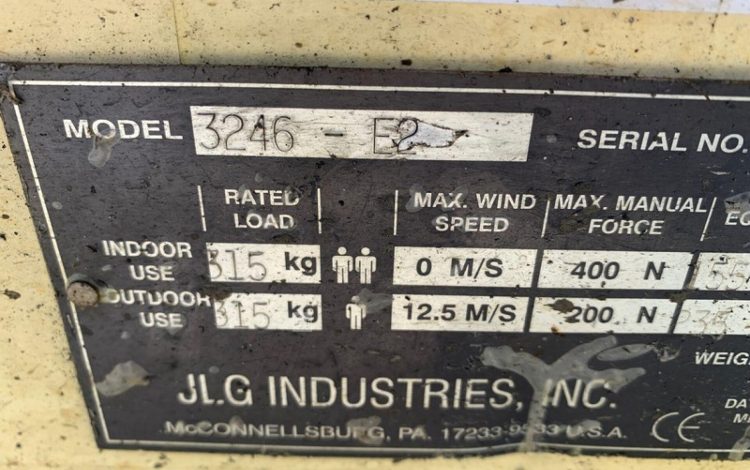 MODEL 3246 - E2 SERIAL NO.
RATED LOAD MAX. WIND SPEED MAX. MANUAL FORCE
INDOOR USE 315 kg 0 M/S 400 N
OUTDOOR USE 315 kg 12.5 M/S 200 N
JLG INDUSTRIES, INC.
McCONNELLSBURG, PA. 17233-9533 U.S.A. CE